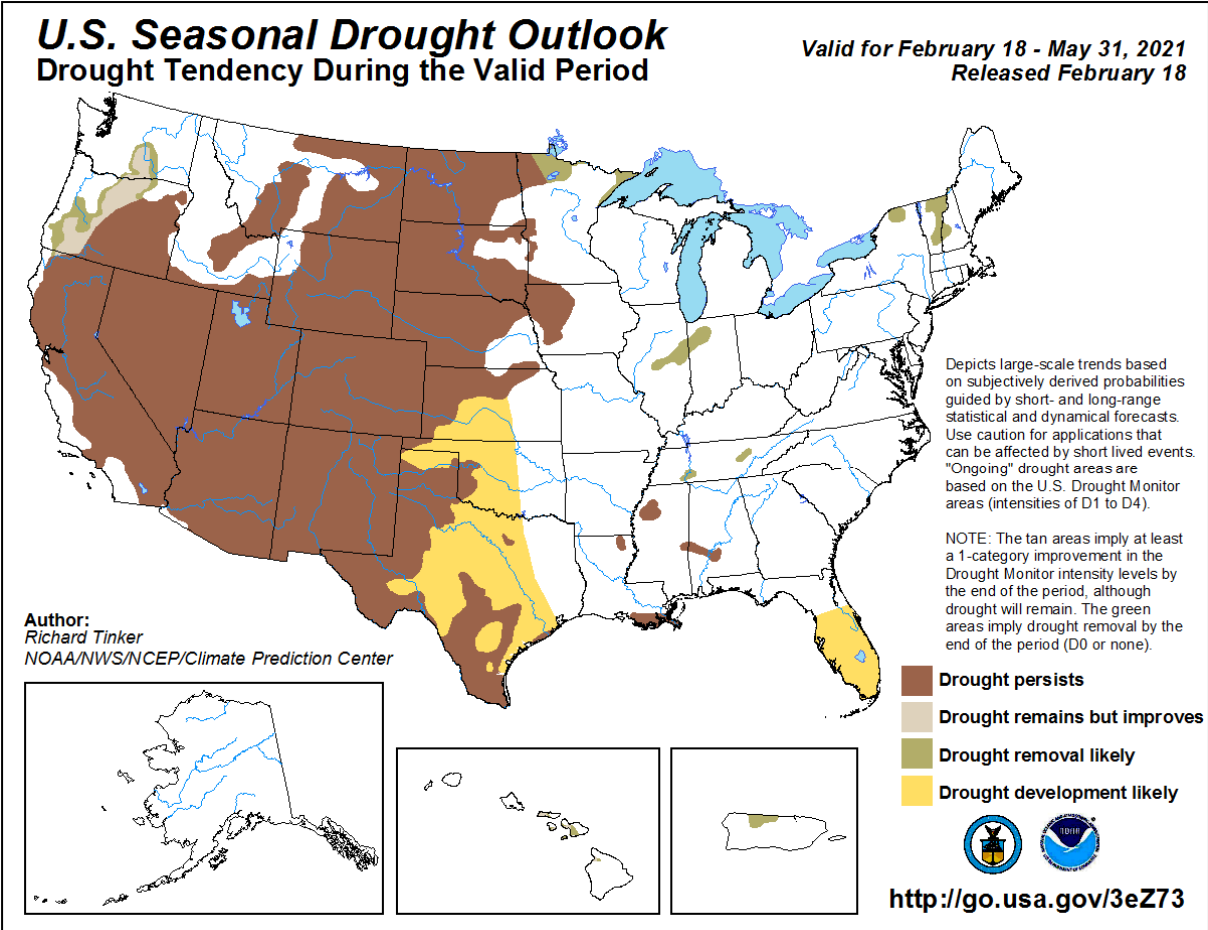 U.S. Seasonal Drought Outlook
Drought Tendency During the Valid Period
Valid for February 18 - May 31, 2021
Released February 18
Depicts large-scale trends based
on subjectively derived probabilities
guided by short- and long-range
statistical and dynamical forecasts.
Use caution for applications that
can be affected by short lived events.
"Ongoing" drought areas are
based on the U.S. Drought Monitor
areas (intensities of D1 to D4).
NOTE: The tan areas imply at least
a 1-category improvement in the
Drought Monitor intensity levels by
the end of the period, although
drought will remain. The green
areas imply drought removal by the
end of the period (D0 or none).
Author:
Richard Tinker
NOAA/NWS/NCEP/Climate Prediction Center
Drought persists
Drought remains but improves
Drought removal likely
Drought development likely
http://go.usa.gov/3eZ73